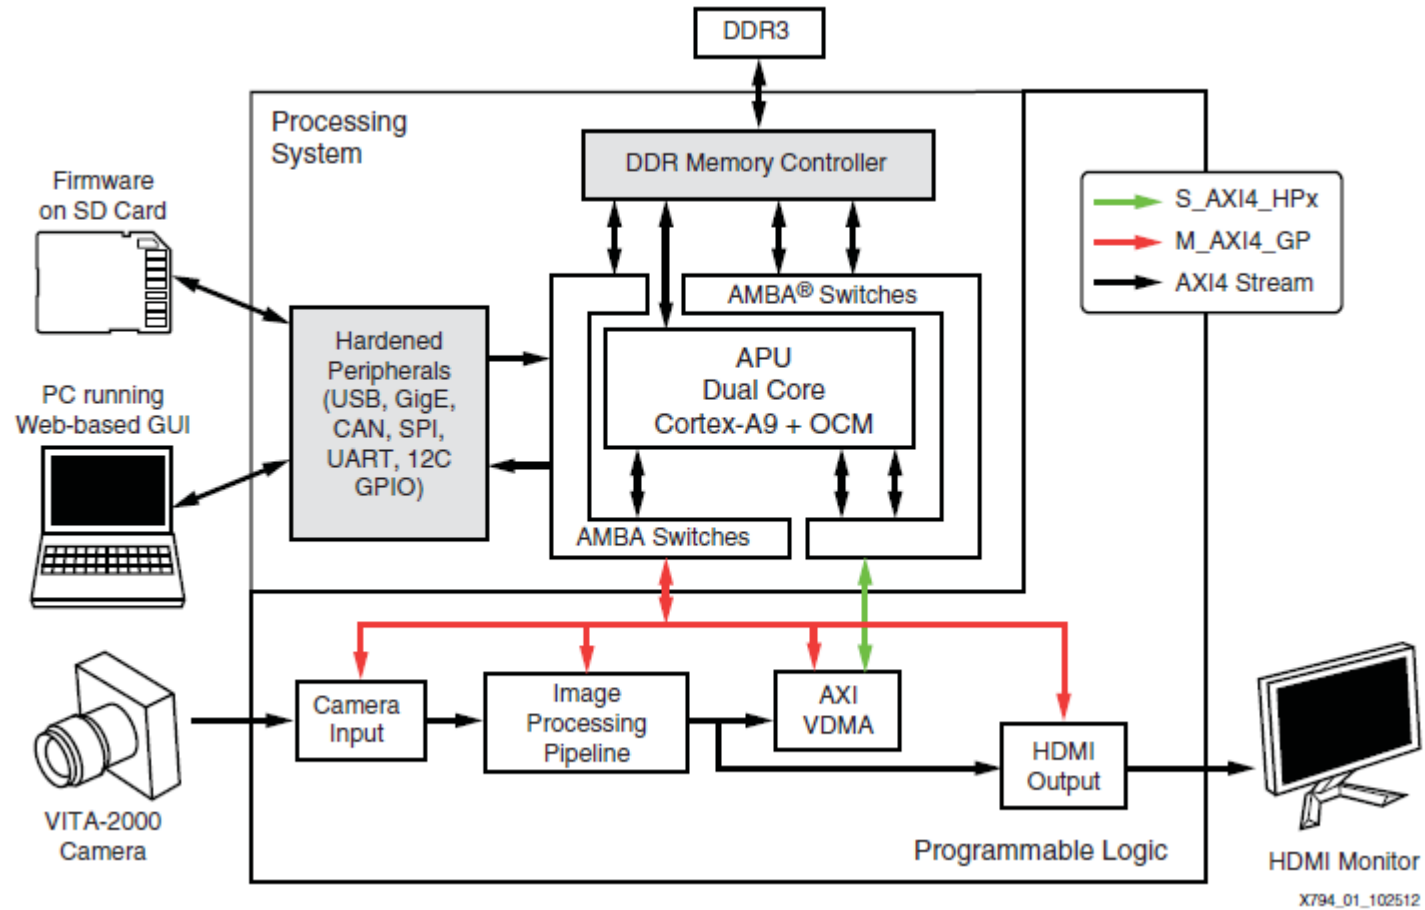 DDR3
Processing
System
DDR Memory Controller
Firmware
on SD Card
S_AXI4_HPx
M_AXI4_GP
AXI4 Stream
AMBA® Switches
Hardened
Peripherals
(USB, GigE,
CAN, SPI,
UART, 12C
GPIO)
APU
Dual Core
Cortex-A9 + OCM
PC running
Web-based GUI
AMBA Switches
Camera
Input
Image
Processing
Pipeline
AXI
VDMA
HDMI
Output
VITA-2000
Camera
Programmable Logic
HDMI Monitor
X794_01_102512